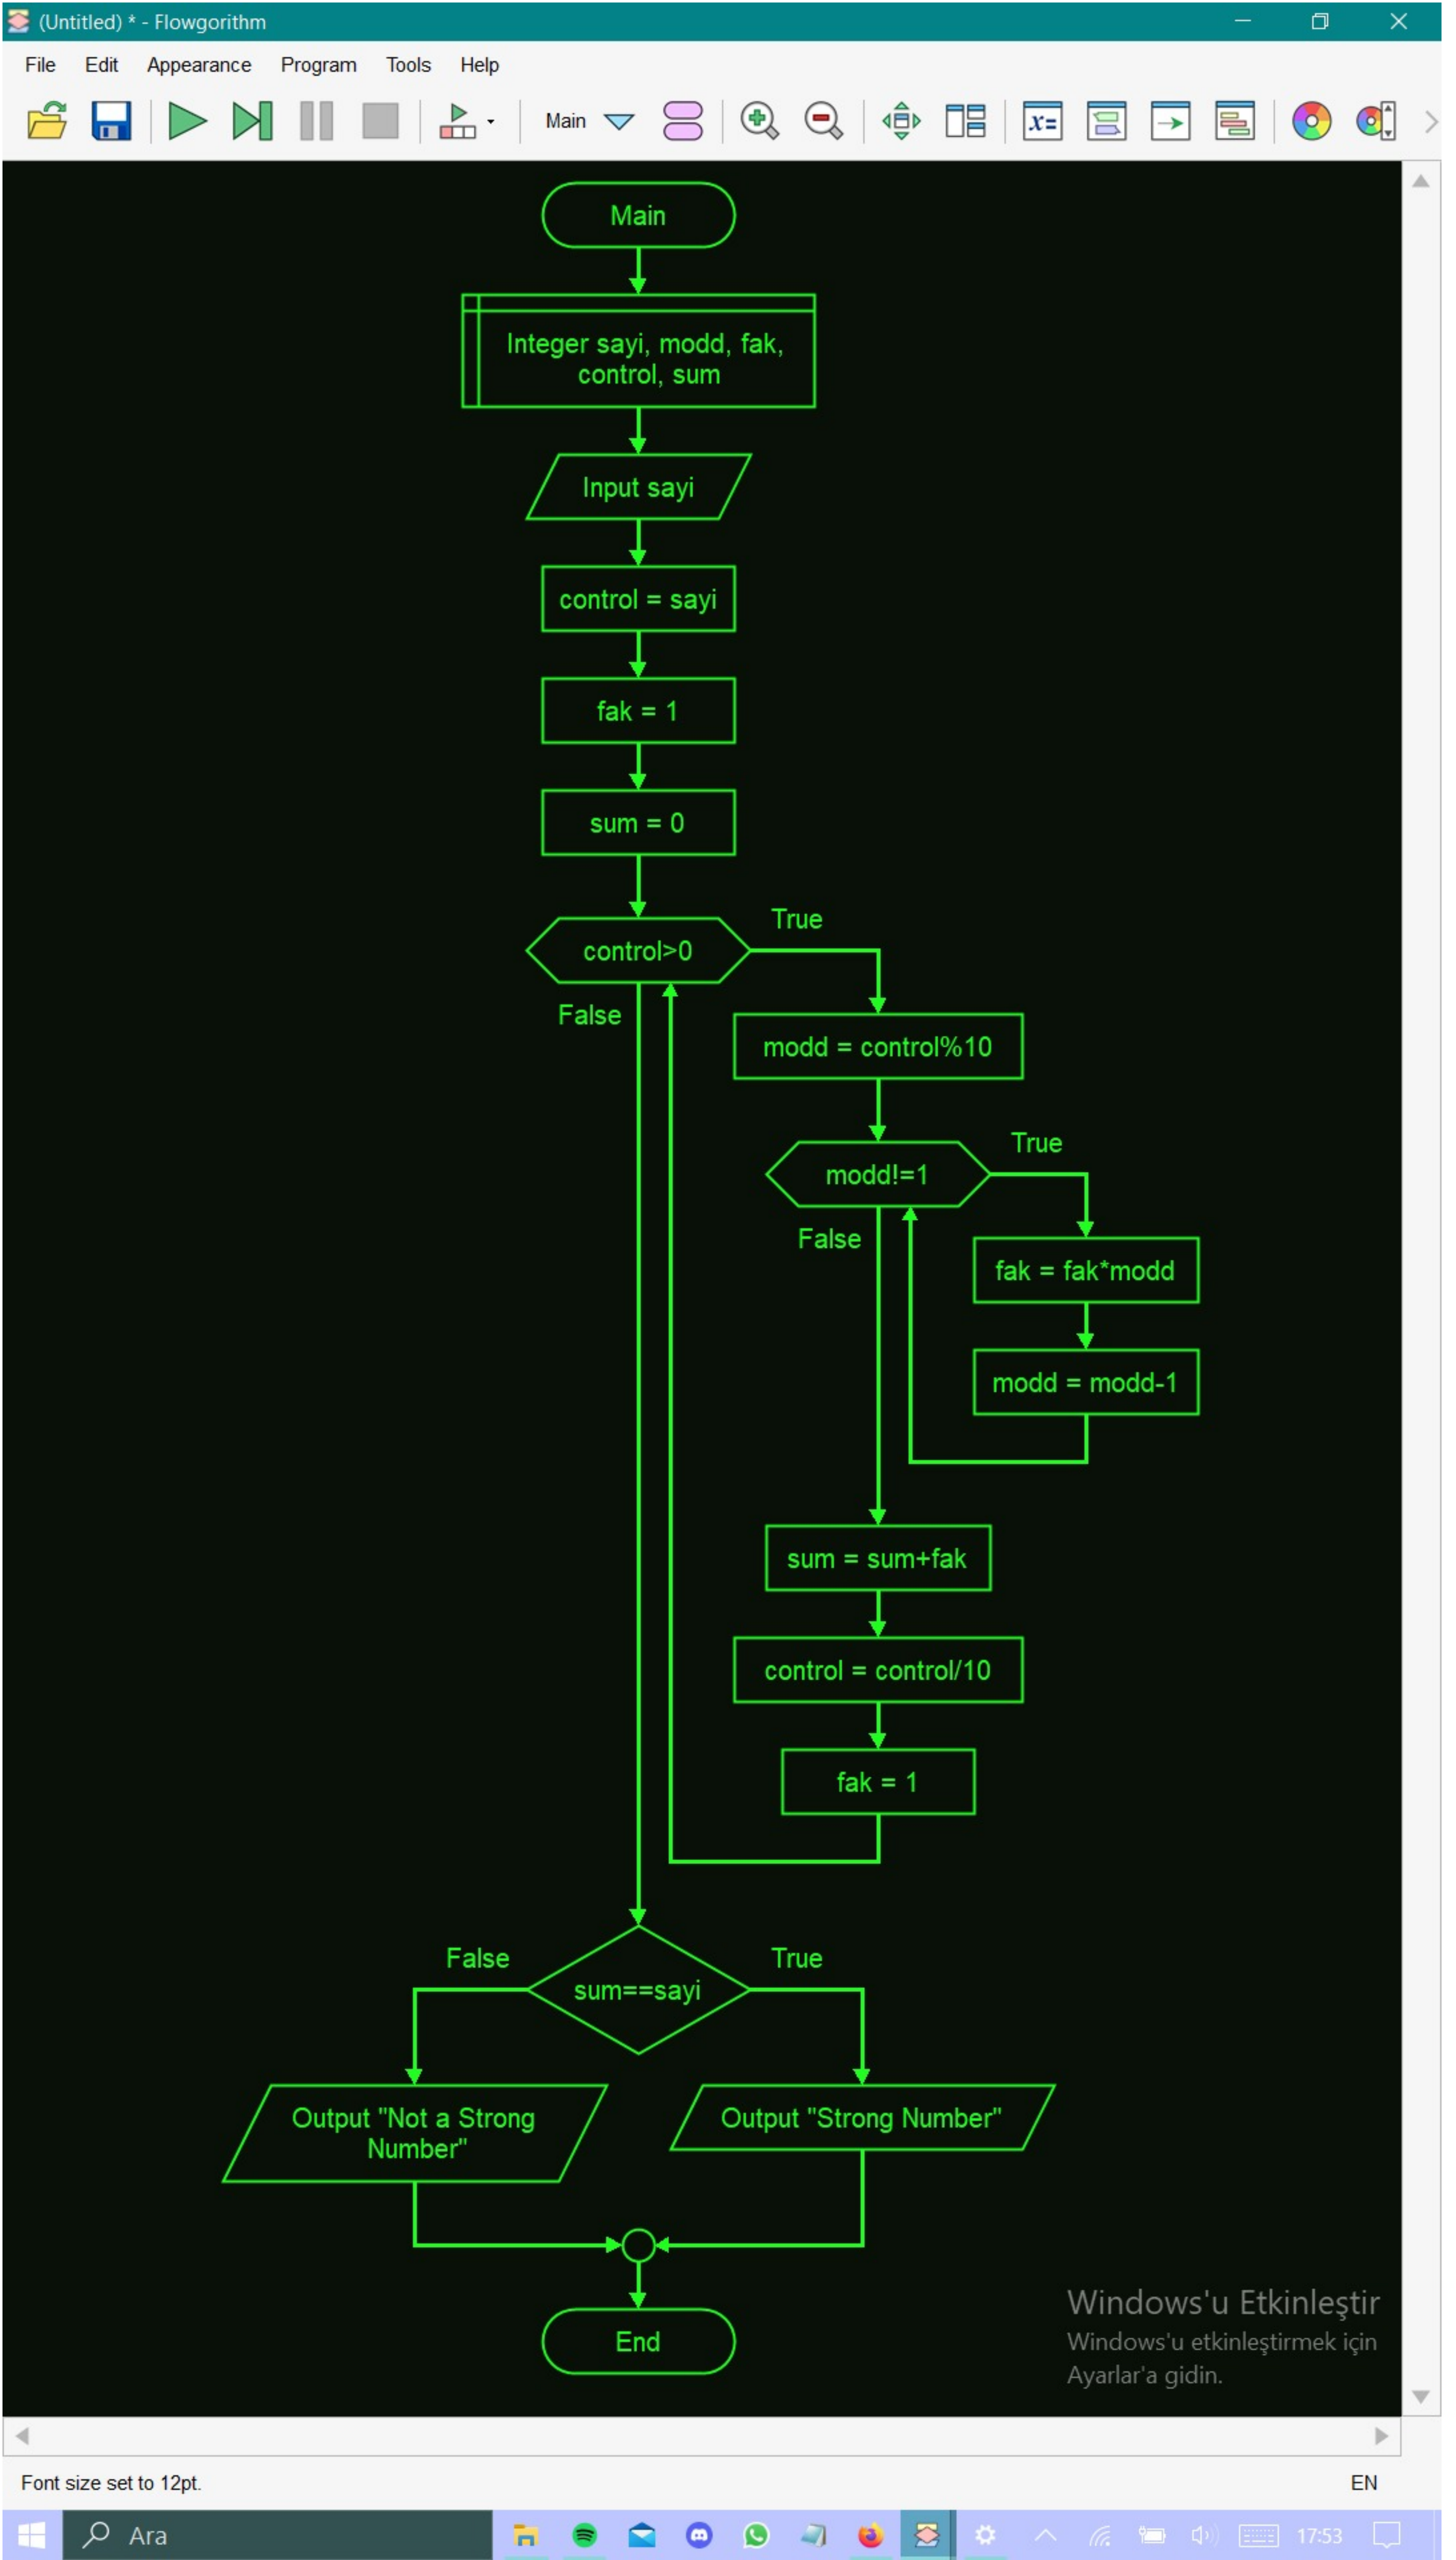 (Untitled) * - Flowgorithm
File Edit Appearance Program Tools Help
Main
x=
Main
Integer sayi, modd, fak,
control, sum
Input sayi
control = sayi
fak = 1
sum = 0
control>0
True
False
modd = control%10
modd!=1
True
False
fak = fak*modd
modd = modd-1
sum = sum+fak
control = control/10
fak = 1
sum==sayi
False
True
Output "Not a Strong
Number"
Output "Strong Number"
End
Windows'u Etkinleştir
Windows'u etkinleştirmek için
Ayarlar'a gidin.
Font size set to 12pt.
EN
Ara
17:53